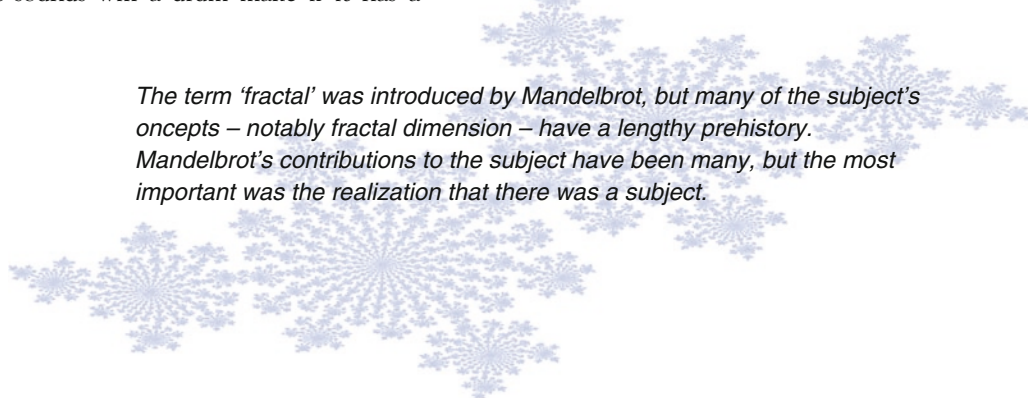 The term ‘fractal’ was introduced by Mandelbrot, but many of the subject’s
oncepts – notably fractal dimension – have a lengthy prehistory.
Mandelbrot’s contributions to the subject have been many, but the most
important was the realization that there was a subject.